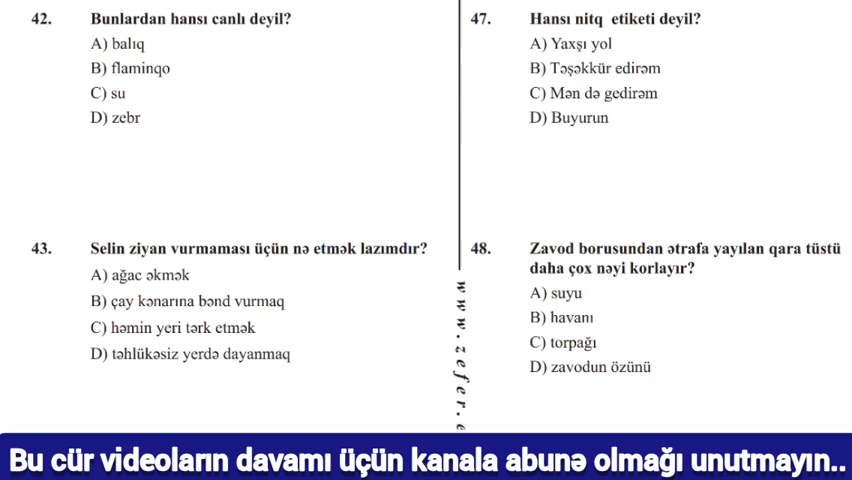 42. Bunlardan hansı canlı deyil?
A) balıq
B) flaminqo
C) su
D) zebr
43. Selin ziyan vurmaması üçün nə etmək lazımdır?
A) ağac əkmək
B) çay kənarına bənd vurmaq
C) həmin yeri tərk etmək
D) təhlükəsiz yerdə dayanmaq
www.zefer.e
47. Hansı nitq etiketi deyil?
A) Yaxşı yol
B) Təşəkkür edirəm
C) Mən də gedirəm
D) Buyurun
48. Zavod borusundan ətrafa yayılan qara tüstü
daha çox nəyi korlayır?
A) suyu
B) havanı
C) torpağı
D) zavodun özünü
Bu cür videoların davamı üçün kanala abunə olmağı unutmayın..